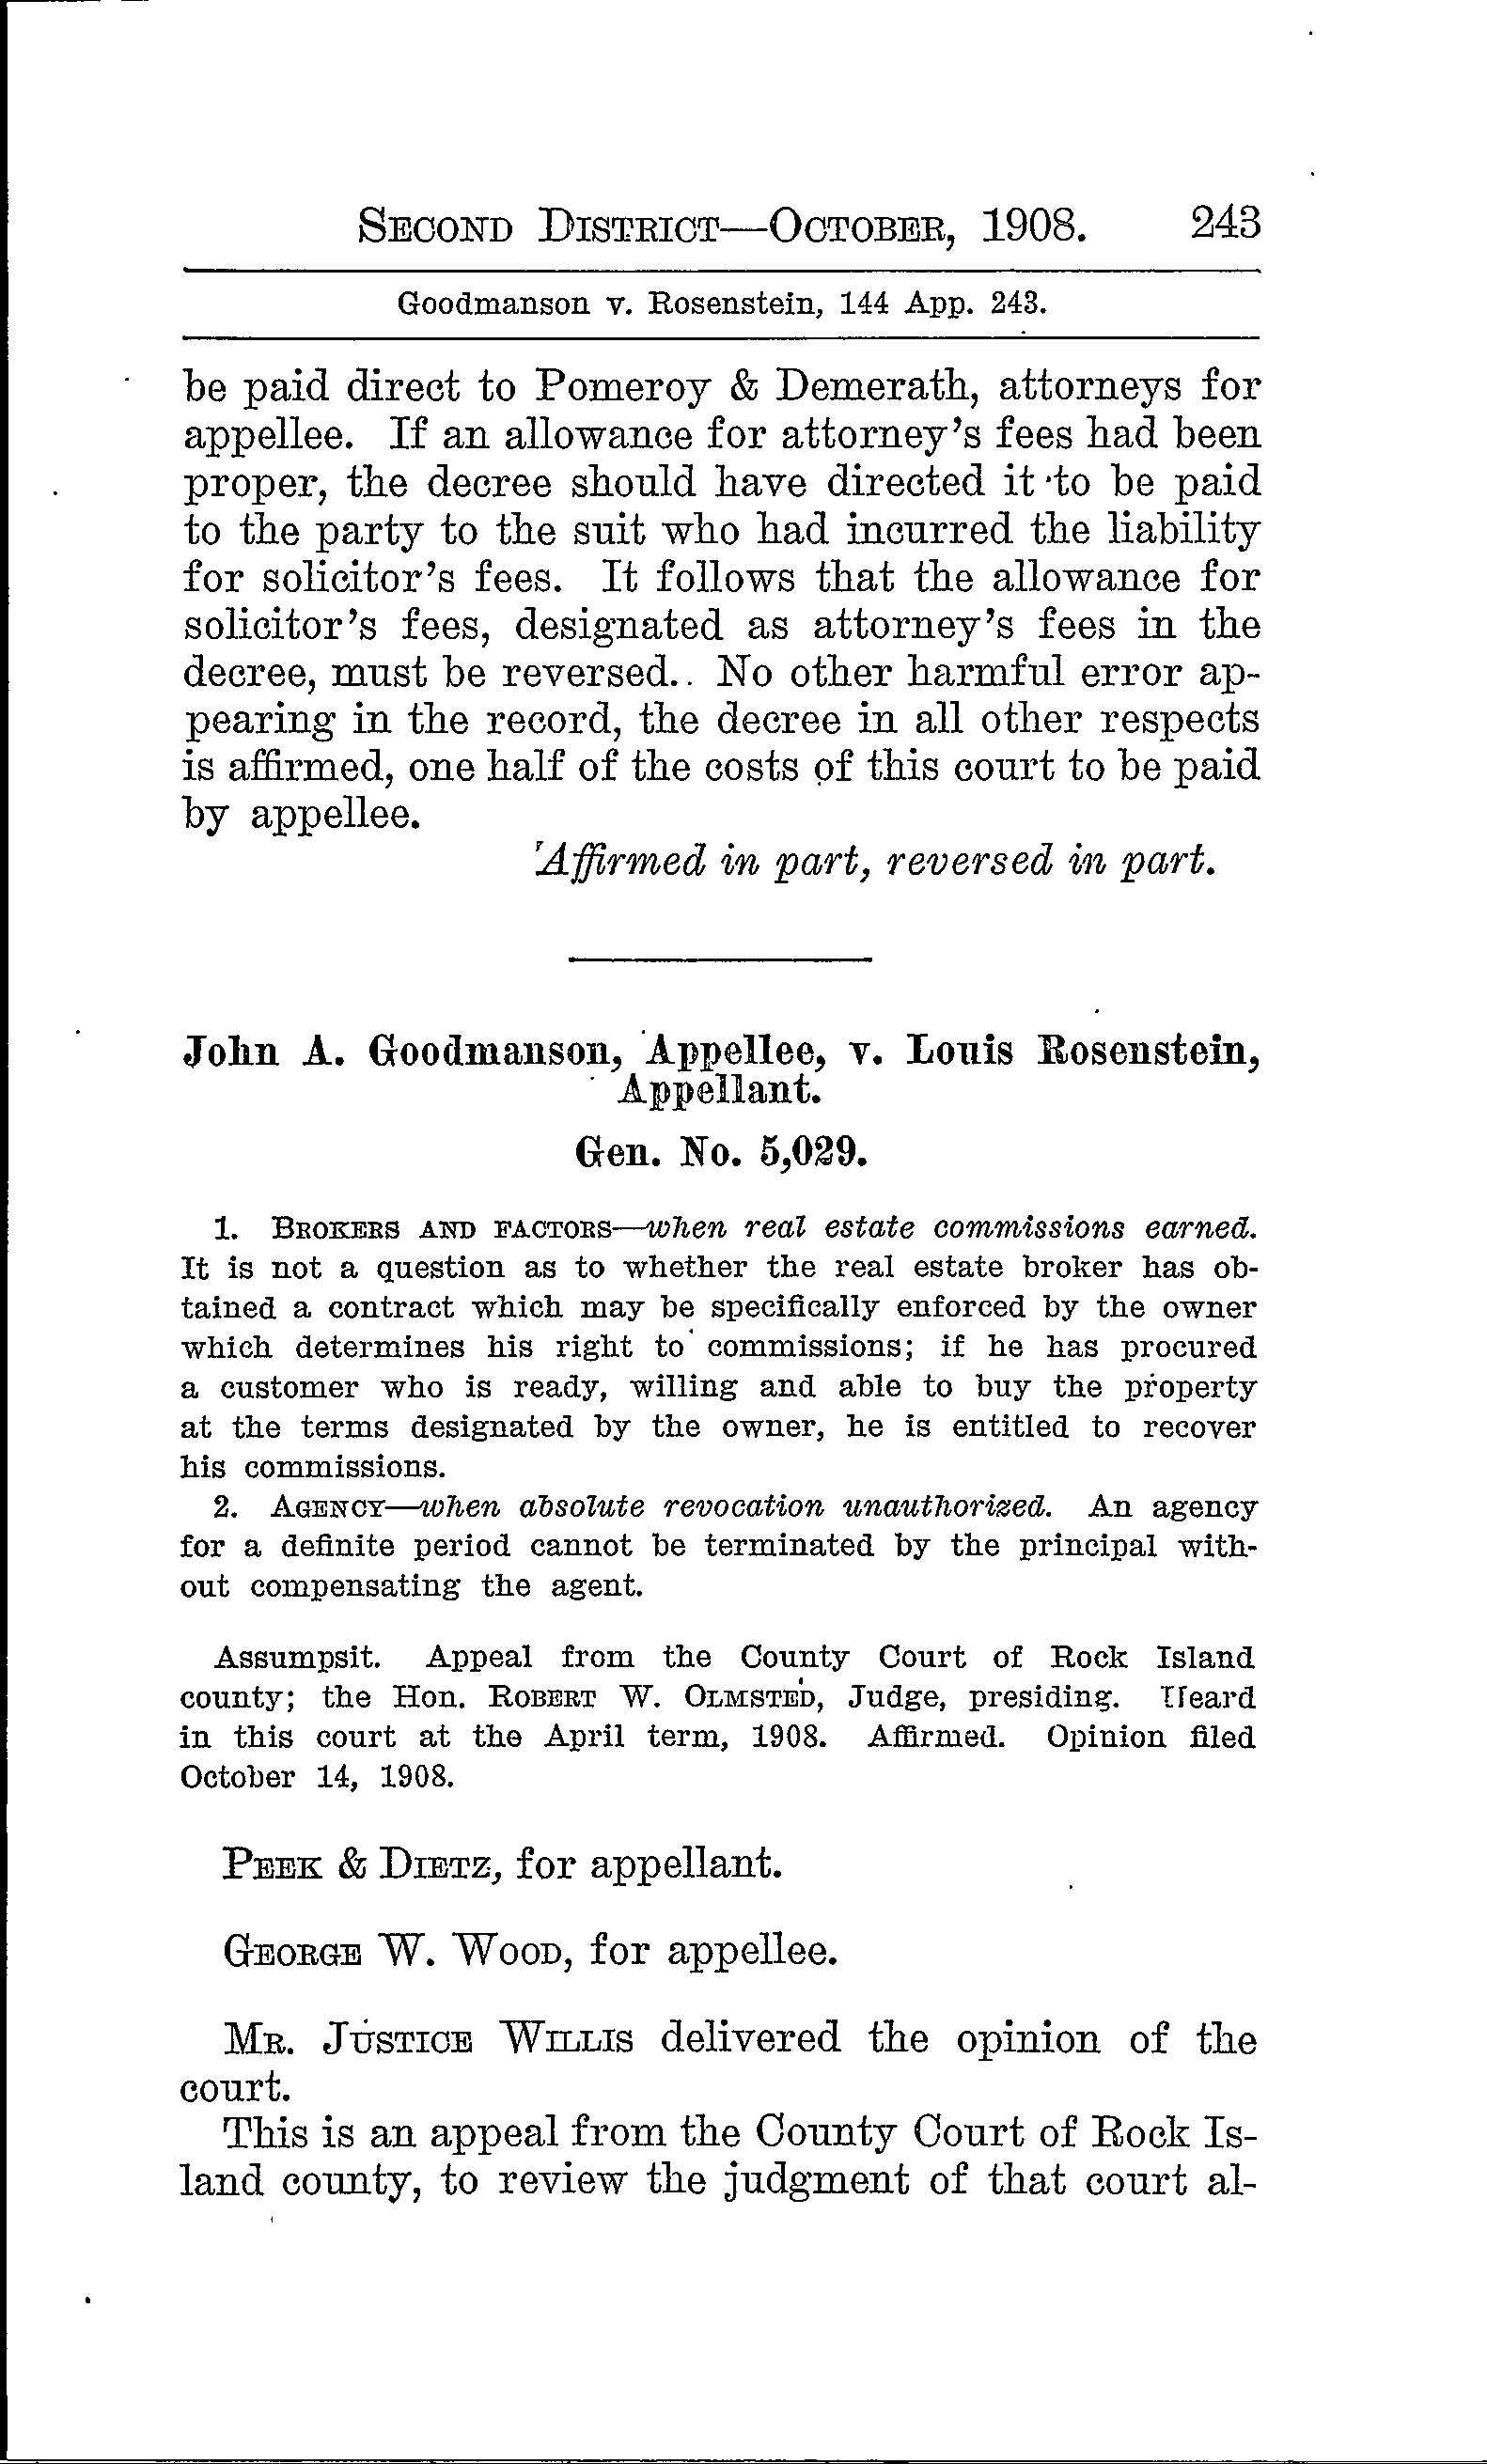 SECOND DISTRICT—OCTOBER, 1908. 243
Goodmanson v. Rosenstein, 144 App. 243.
be paid direct to Pomeroy & Demerath, attorneys for
appellee. If an allowance for attorney's fees had been
proper, the decree should have directed it to be paid
to the party to the suit who had incurred the liability
for solicitor's fees. It follows that the allowance for
solicitor's fees, designated as attorney's fees in the
decree, must be reversed. No other harmful error ap-
pearing in the record, the decree in all other respects
is affirmed, one half of the costs of this court to be paid
by appellee.
Affirmed in part, reversed in part.
John A. Goodmanson, Appellee, v. Louis Rosenstein,
Appellant.
Gen. No. 5,029.
1. BROKERS AND FACTORS—when real estate commissions earned.
It is not a question as to whether the real estate broker has ob-
tained a contract which may be specifically enforced by the owner
which determines his right to commissions; if he has procured
a customer who is ready, willing and able to buy the property
at the terms designated by the owner, he is entitled to recover
his commissions.
2. AGENCY—when absolute revocation unauthorized. An agency
for a definite period cannot be terminated by the principal with-
out compensating the agent.
Assumpsit. Appeal from the County Court of Rock Island
county; the Hon. ROBERT W. OLMSTED, Judge, presiding. Heard
in this court at the April term, 1908. Affirmed. Opinion filed
October 14, 1908.
PEEK & DIETZ, for appellant.
GEORGE W. WOOD, for appellee.
MR. JUSTICE WILLIS delivered the opinion of the
court.
This is an appeal from the County Court of Rock Is-
land county, to review the judgment of that court al-